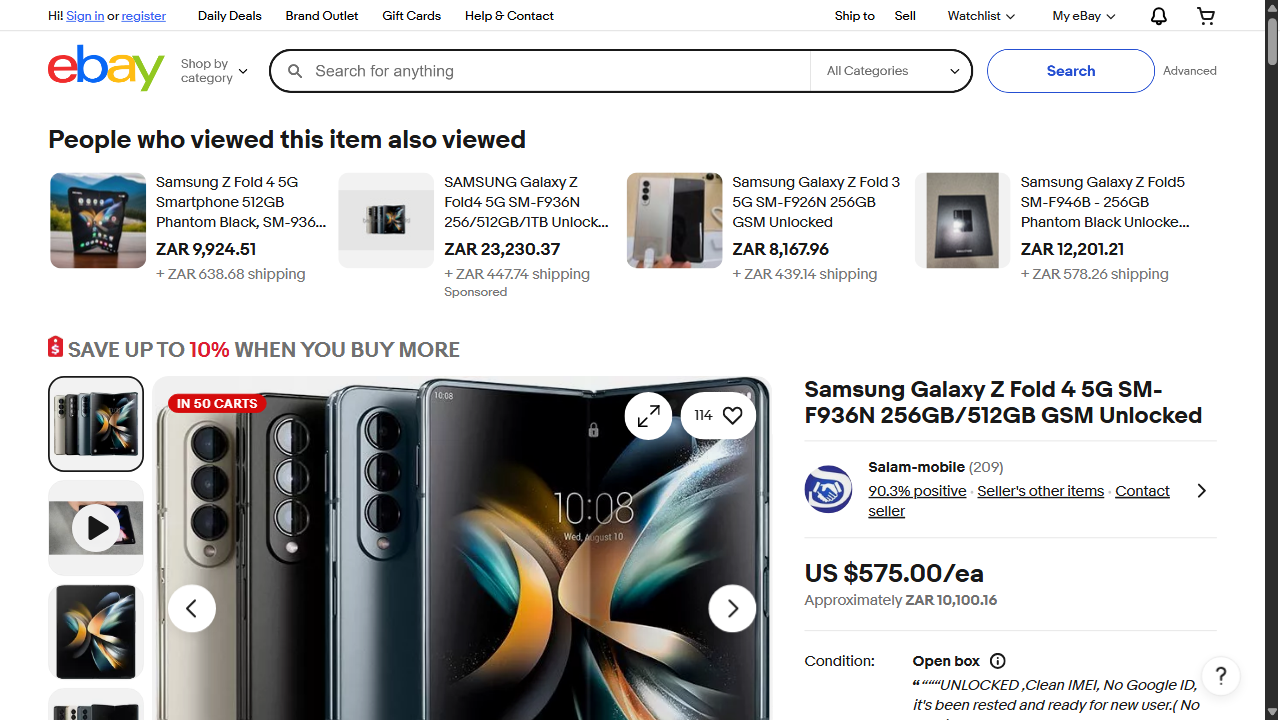 Hi! Sign in or register
Daily Deals
Brand Outlet
Gift Cards
Help & Contact
Ship to
Sell
Watchlist
My eBay
ebay
Shop by
category
Search for anything
All Categories
Search
Advanced
People who viewed this item also viewed
Samsung Z Fold 4 5G
Smartphone 512GB
Phantom Black, SM-936...
ZAR 9,924.51
+ ZAR 638.68 shipping
SAMSUNG Galaxy Z
Fold4 5G SM-F936N
256/512GB/1TB Unlock...
ZAR 23,230.37
+ ZAR 447.74 shipping
Sponsored
Samsung Galaxy Z Fold 3
5G SM-F926N 256GB
GSM Unlocked
ZAR 8,167.96
+ ZAR 439.14 shipping
Samsung Galaxy Z Fold5
SM-F946B - 256GB
Phantom Black Unlocke...
ZAR 12,201.21
+ ZAR 578.26 shipping
SAVE UP TO 10% WHEN YOU BUY MORE
IN 50 CARTS
114
10:08
10:08
Wed, August 10
Samsung Galaxy Z Fold 4 5G SM-
F936N 256GB/512GB GSM Unlocked
Salam-mobile (209)
90.3% positive · Seller's other items · Contact
seller
US $575.00/ea
Approximately ZAR 10,100.16
Condition:
Open box
“““““UNLOCKED ,Clean IMEI, No Google ID,
it's been rested and ready for new user.( No
?